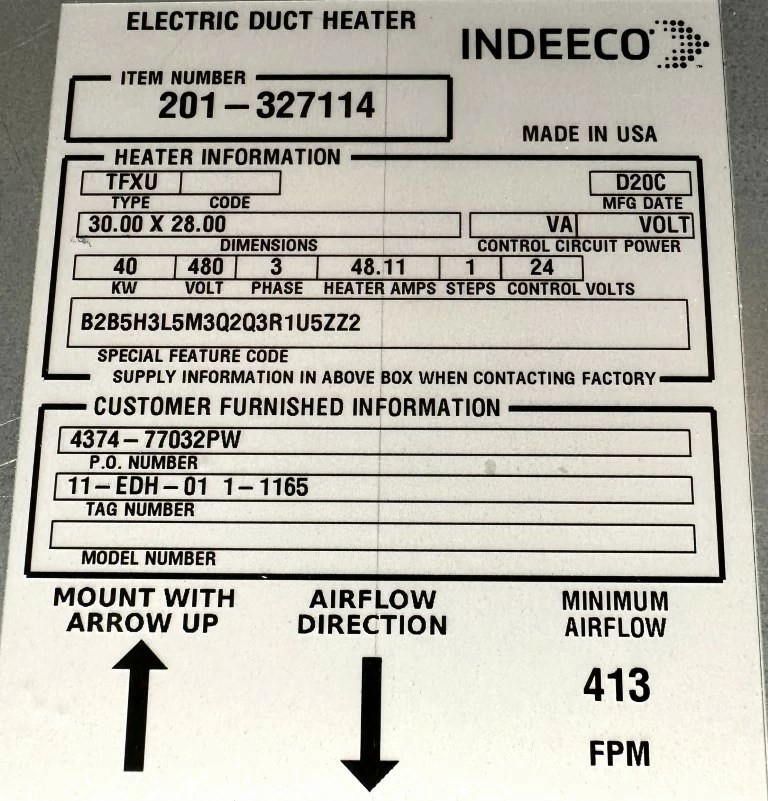 ELECTRIC DUCT HEATER
INDEECO
ITEM NUMBER
201-327114
MADE IN USA
HEATER INFORMATION
TFXU D20C
TYPE CODE MFG DATE
30.00 X 28.00 VA VOLT
DIMENSIONS CONTROL CIRCUIT POWER
40 480 3 48.11 1 24
KW VOLT PHASE HEATER AMPS STEPS CONTROL VOLTS
B2B5H3L5M3Q2Q3R1U5ZZ2
SPECIAL FEATURE CODE
SUPPLY INFORMATION IN ABOVE BOX WHEN CONTACTING FACTORY
CUSTOMER FURNISHED INFORMATION
4374-77032PW
P.O. NUMBER
11-EDH-01 1-1165
TAG NUMBER
MODEL NUMBER
MOUNT WITH
ARROW UP
AIRFLOW
DIRECTION
MINIMUM
AIRFLOW
413
FPM